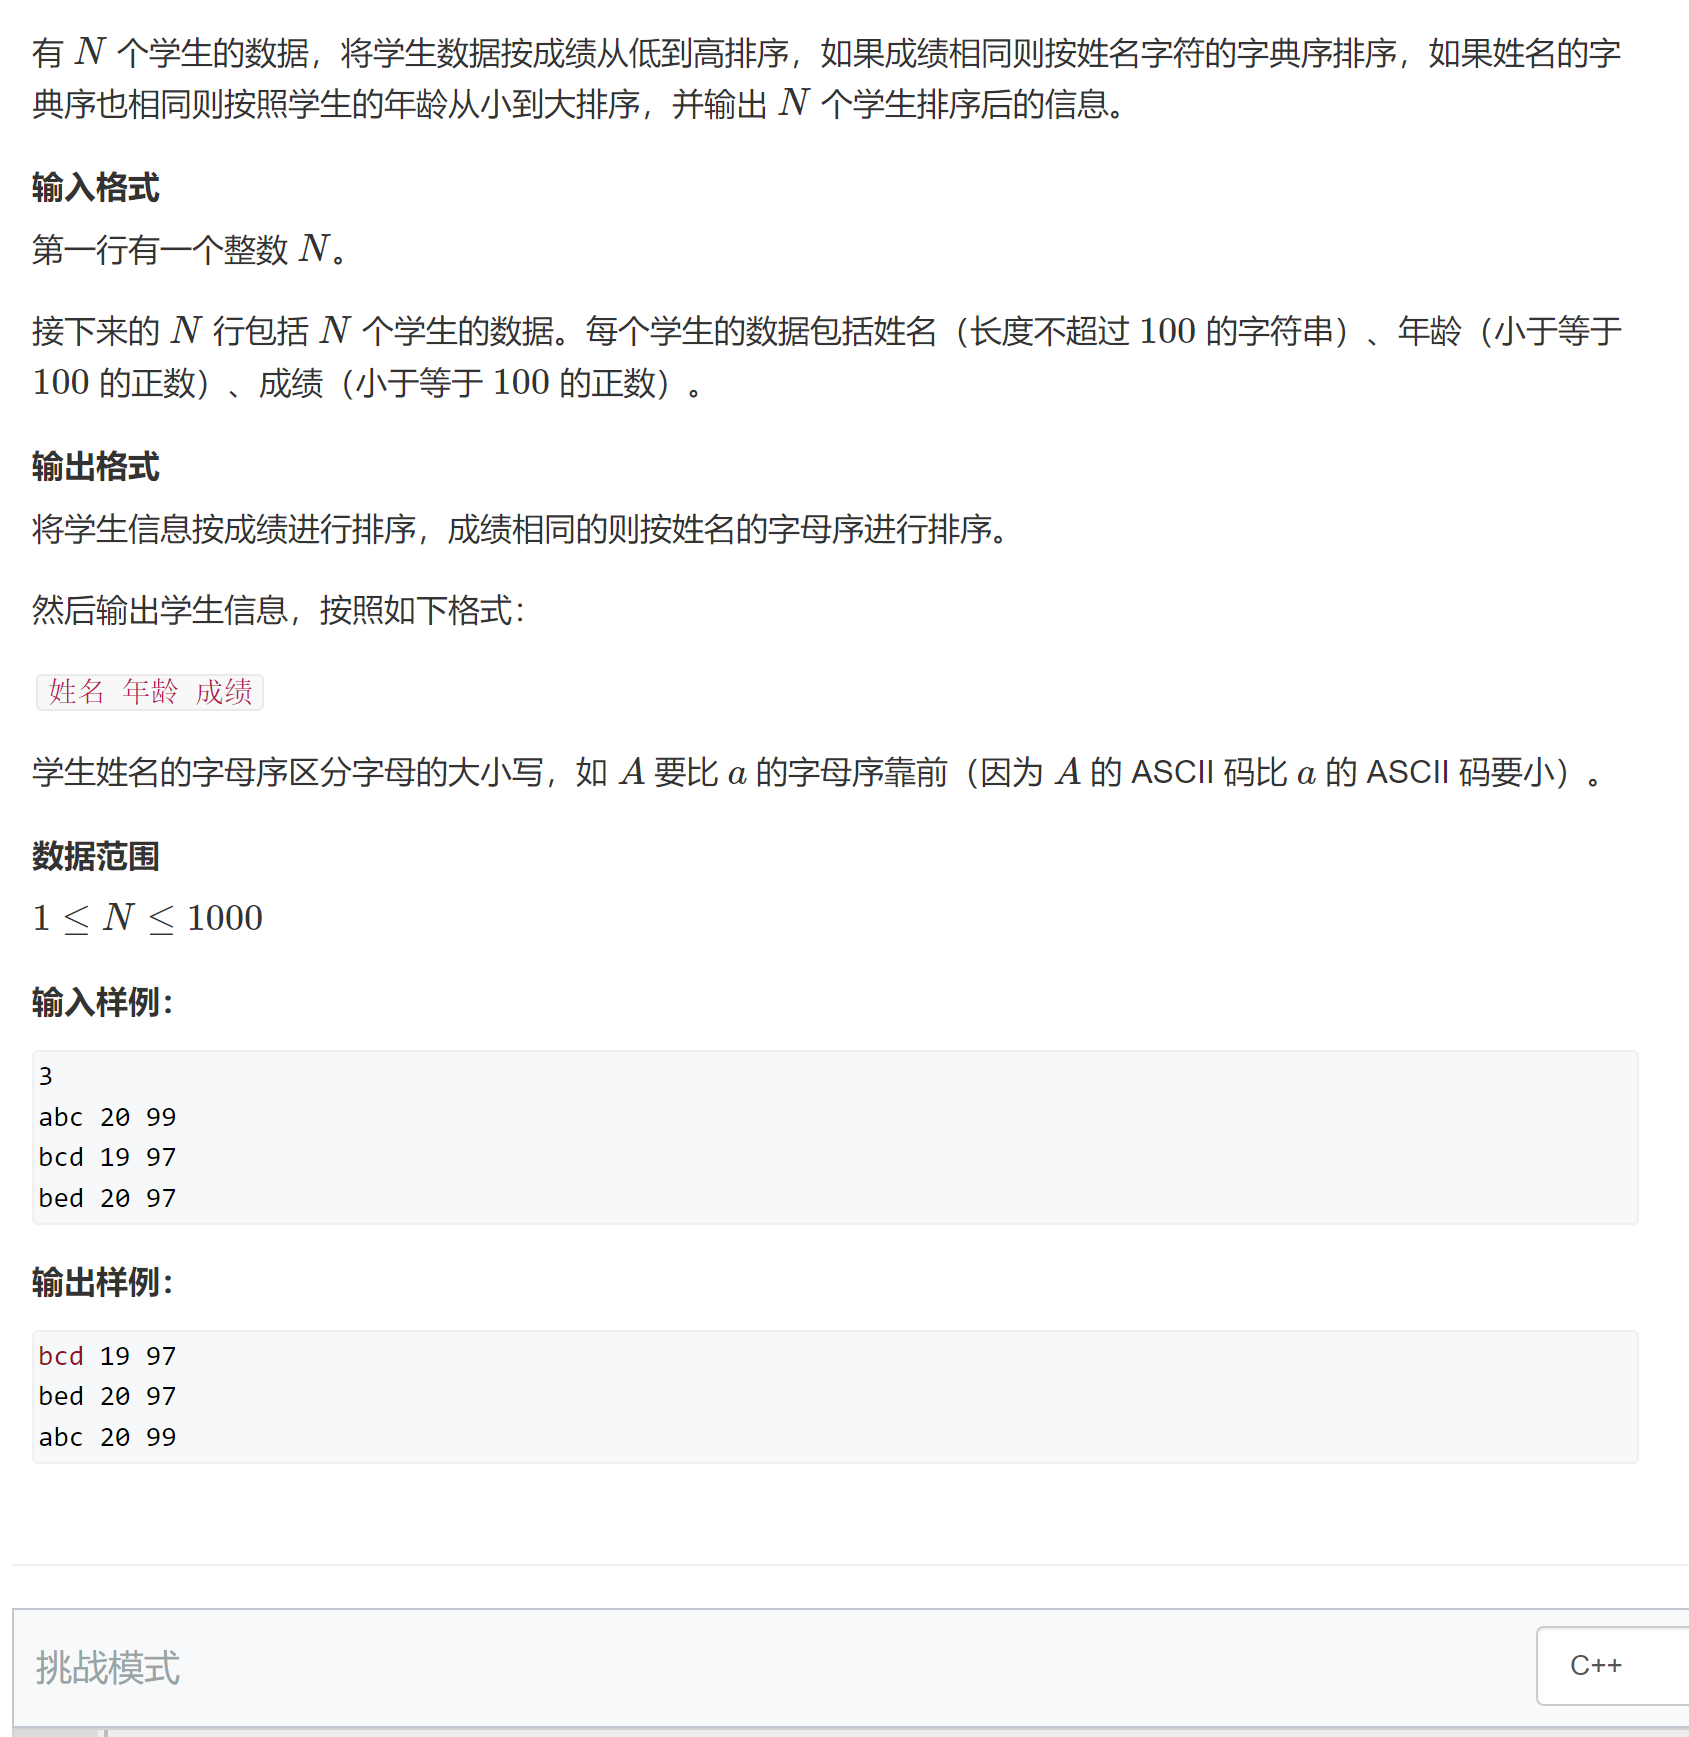 有 N 个学生的数据，将学生数据按成绩从低到高排序，如果成绩相同则按姓名字符的字典序排序，如果姓名的字
典序也相同则按照学生的年龄从小到大排序，并输出 N 个学生排序后的信息。
输入格式
第一行有一个整数 N。
接下来的 N 行包括 N 个学生的数据。每个学生的数据包括姓名（长度不超过 100 的字符串）、年龄（小于等于
100 的正数）、成绩（小于等于 100 的正数）。
输出格式
将学生信息按成绩进行排序，成绩相同的则按姓名的字母序进行排序。
然后输出学生信息，按照如下格式：
姓名 年龄 成绩
学生姓名的字母序区分字母的大小写，如 A 要比 a 的字母序靠前（因为 A 的 ASCII 码比 a 的 ASCII 码要小）。
数据范围
1 ≤ N ≤ 1000
输入样例：
3
abc 20 99
bcd 19 97
bed 20 97
输出样例：
bcd 19 97
bed 20 97
abc 20 99
挑战模式
C++